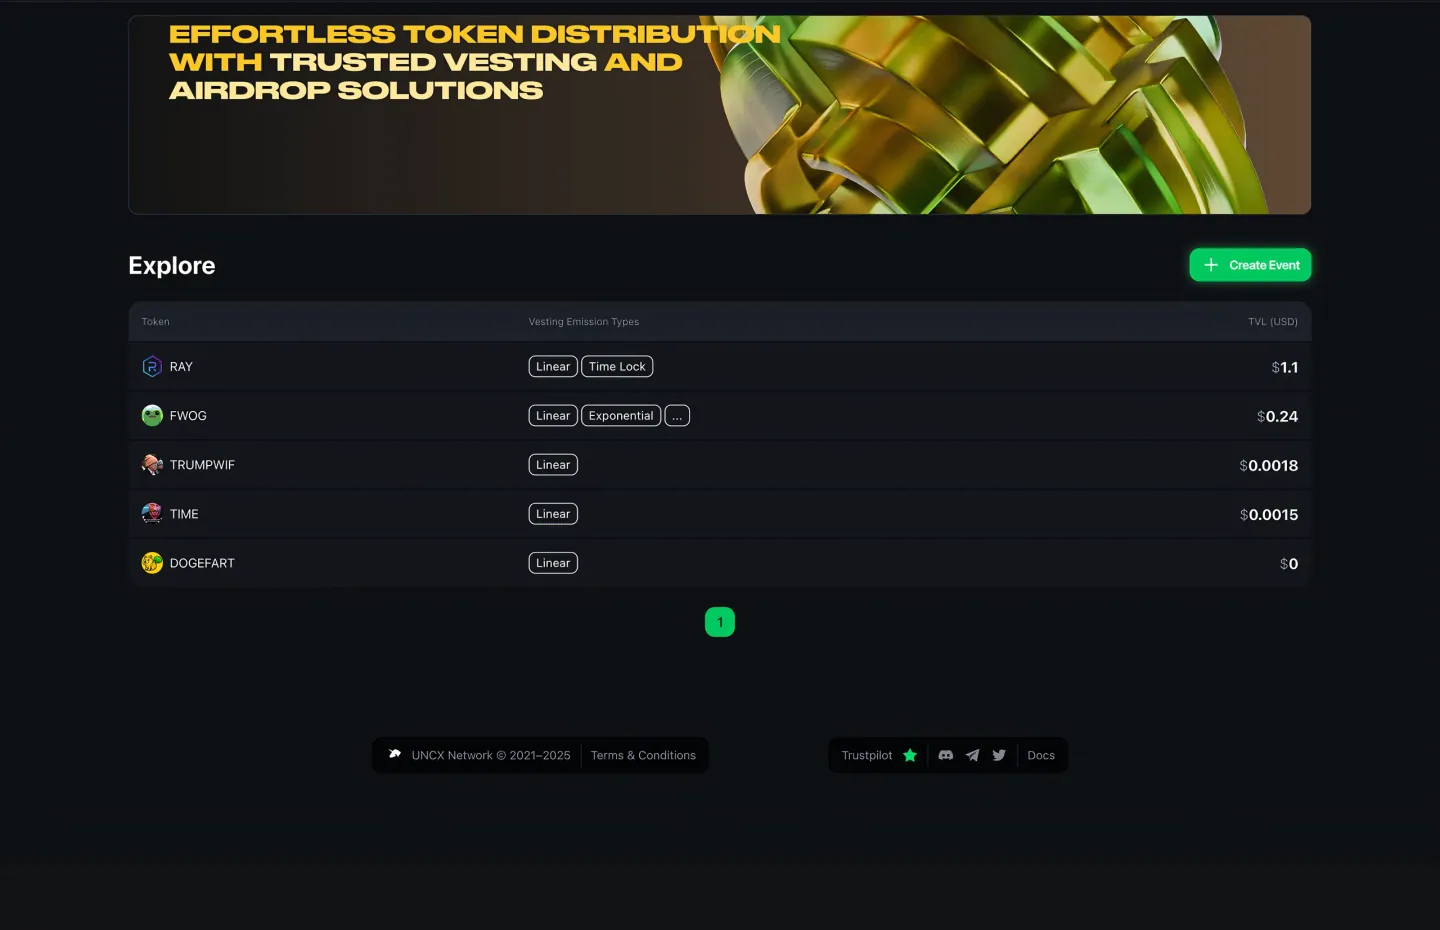 EFFORTLESS TOKEN DISTRIBUTION
WITH TRUSTED VESTING AND
AIRDROP SOLUTIONS
Explore
+ Create Event
Token Vesting Emission Types TVL (USD)
RAY Linear Time Lock $1.1
FWOG Linear Exponential ... $0.24
TRUMPWIF Linear $0.0018
TIME Linear $0.0015
DOGEFART Linear $0
1
UNCX Network © 2021–2025 Terms & Conditions Trustpilot Docs